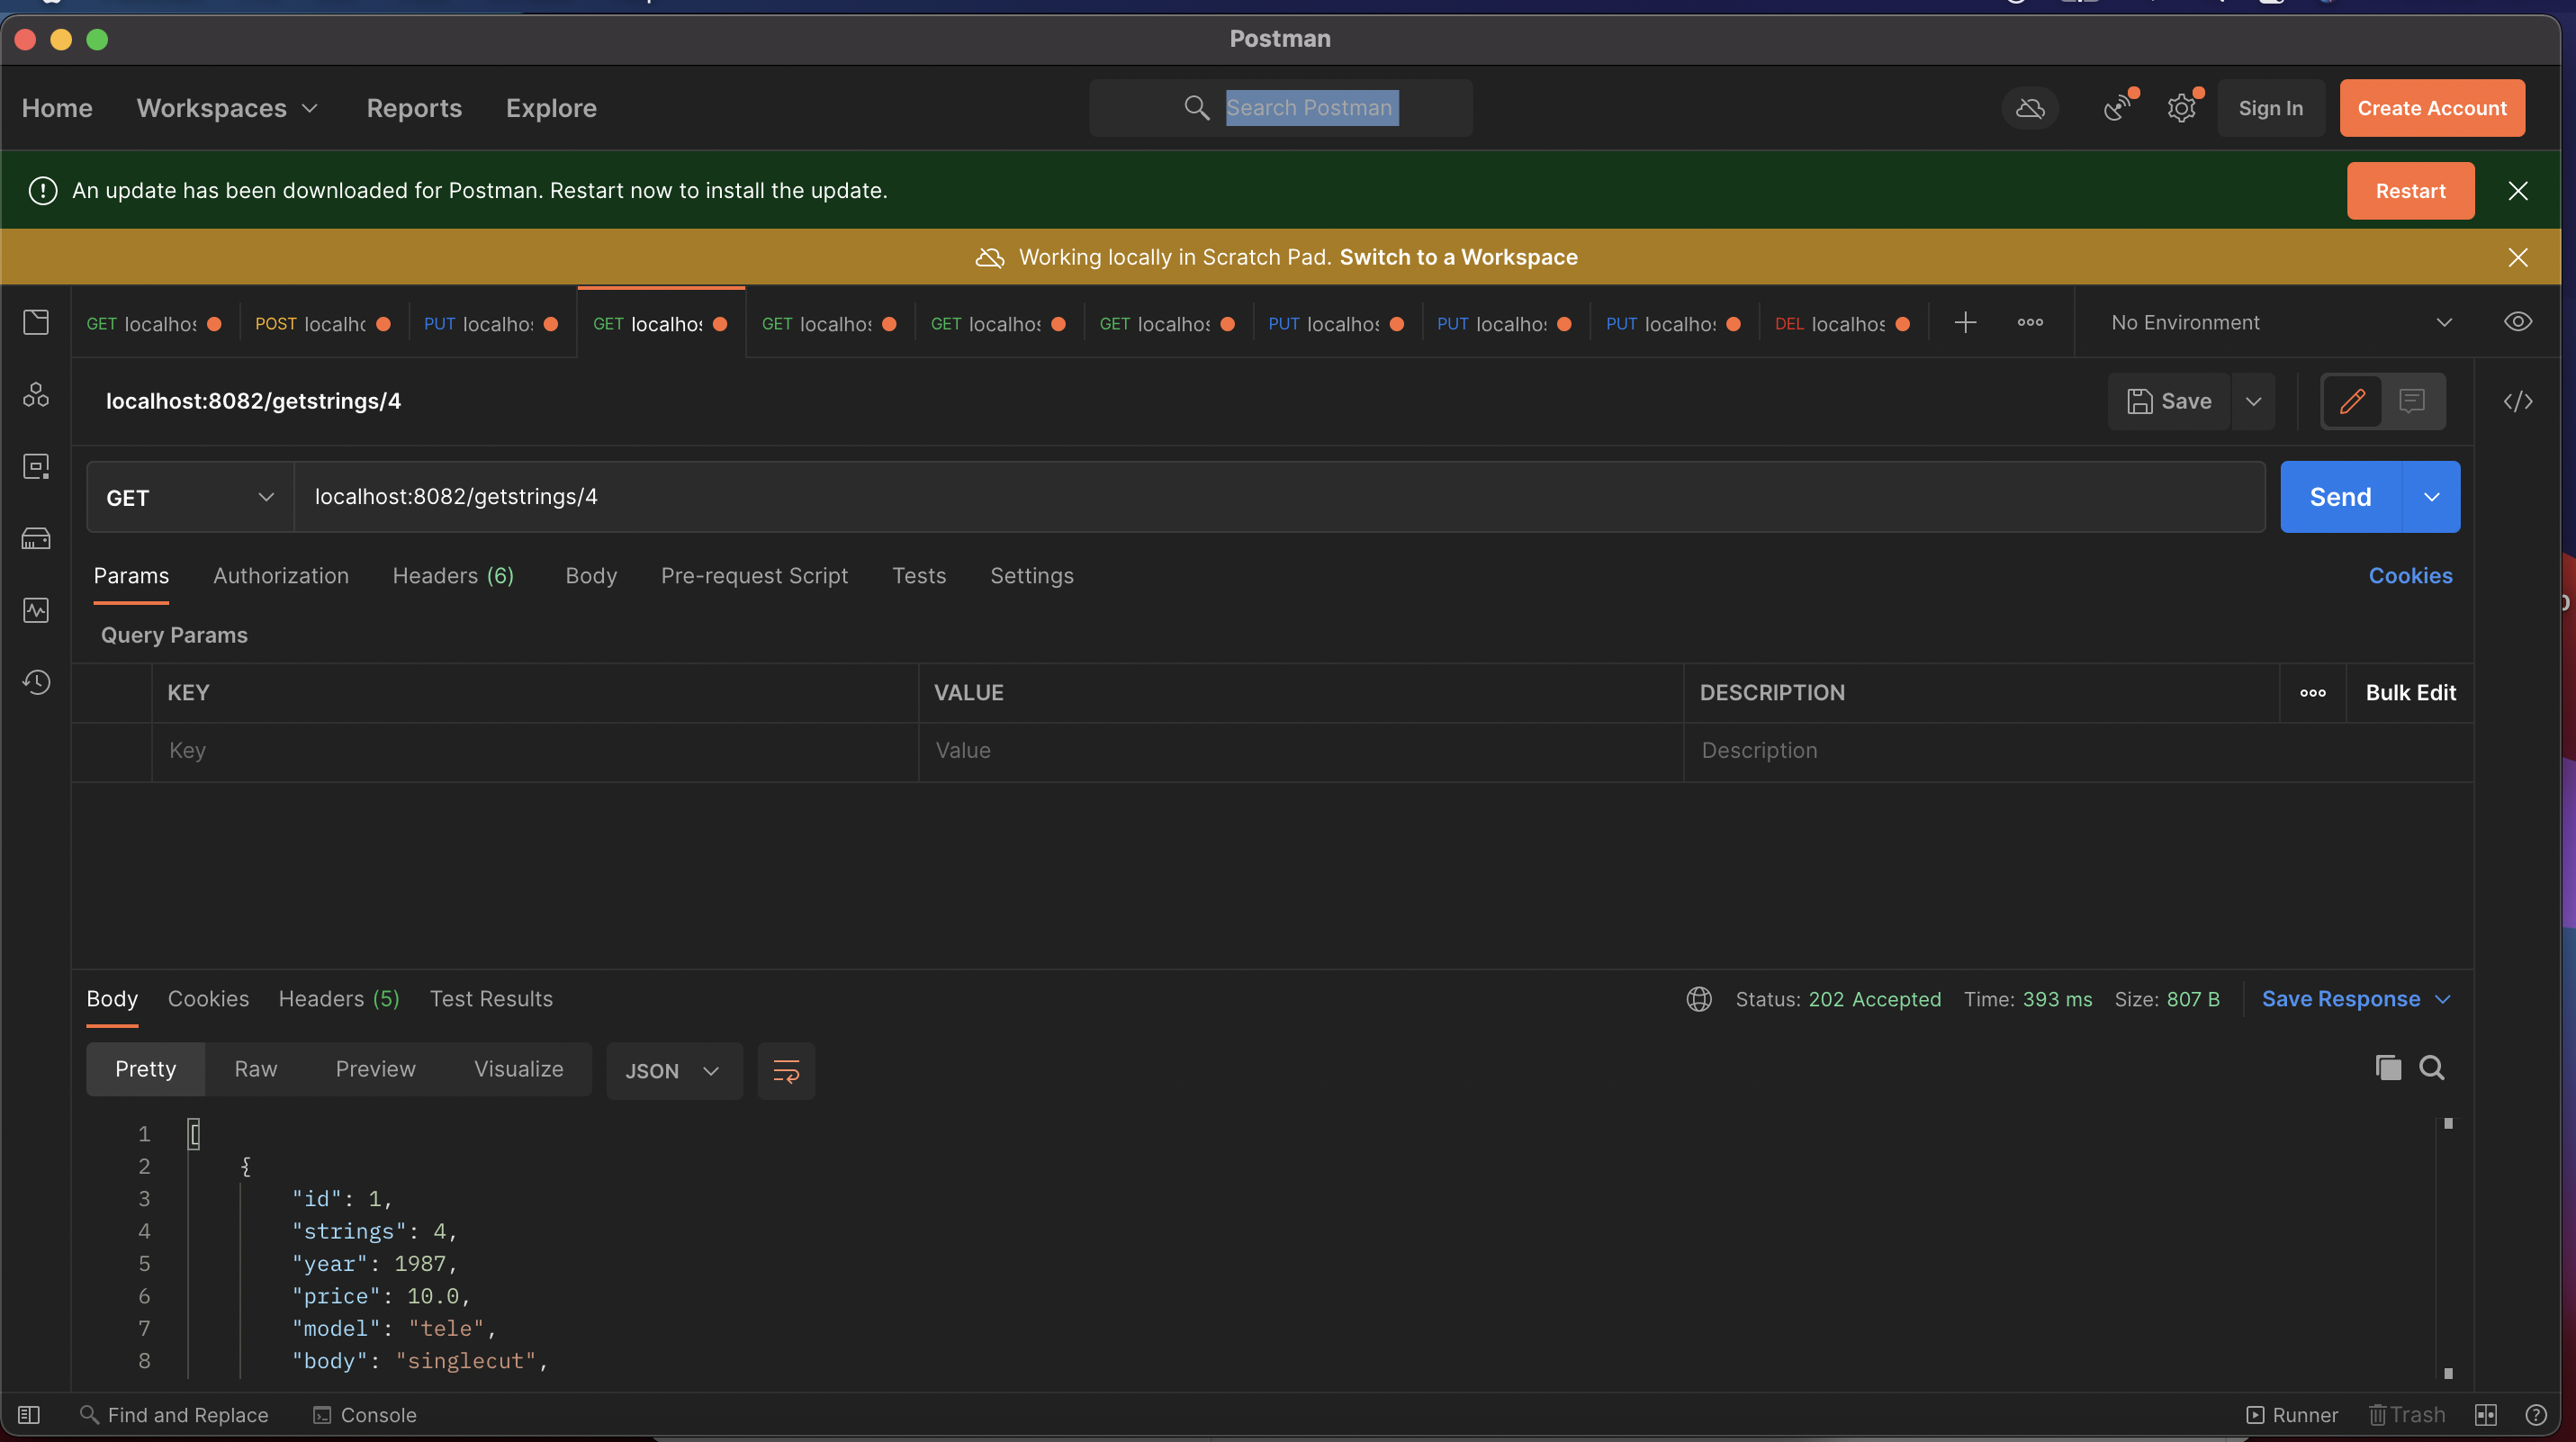 Postman
Home Workspaces Reports Explore Search Postman Sign In Create Account
An update has been downloaded for Postman. Restart now to install the update. Restart
Working locally in Scratch Pad. Switch to a Workspace
GET localhos POST localhc PUT localhos GET localhos GET localhos GET localhos GET localhos PUT localhos PUT localhos PUT localhos DEL localhos No Environment
localhost:8082/getstrings/4 Save
GET localhost:8082/getstrings/4 Send
Params Authorization Headers (6) Body Pre-request Script Tests Settings Cookies
Query Params
KEY VALUE DESCRIPTION Bulk Edit
Key Value Description
Body Cookies Headers (5) Test Results Status: 202 Accepted Time: 393 ms Size: 807 B Save Response
Pretty Raw Preview Visualize JSON
1 [
2 {
3 "id": 1,
4 "strings": 4,
5 "year": 1987,
6 "price": 10.0,
7 "model": "tele",
8 "body": "singlecut",
Find and Replace Console Runner Trash